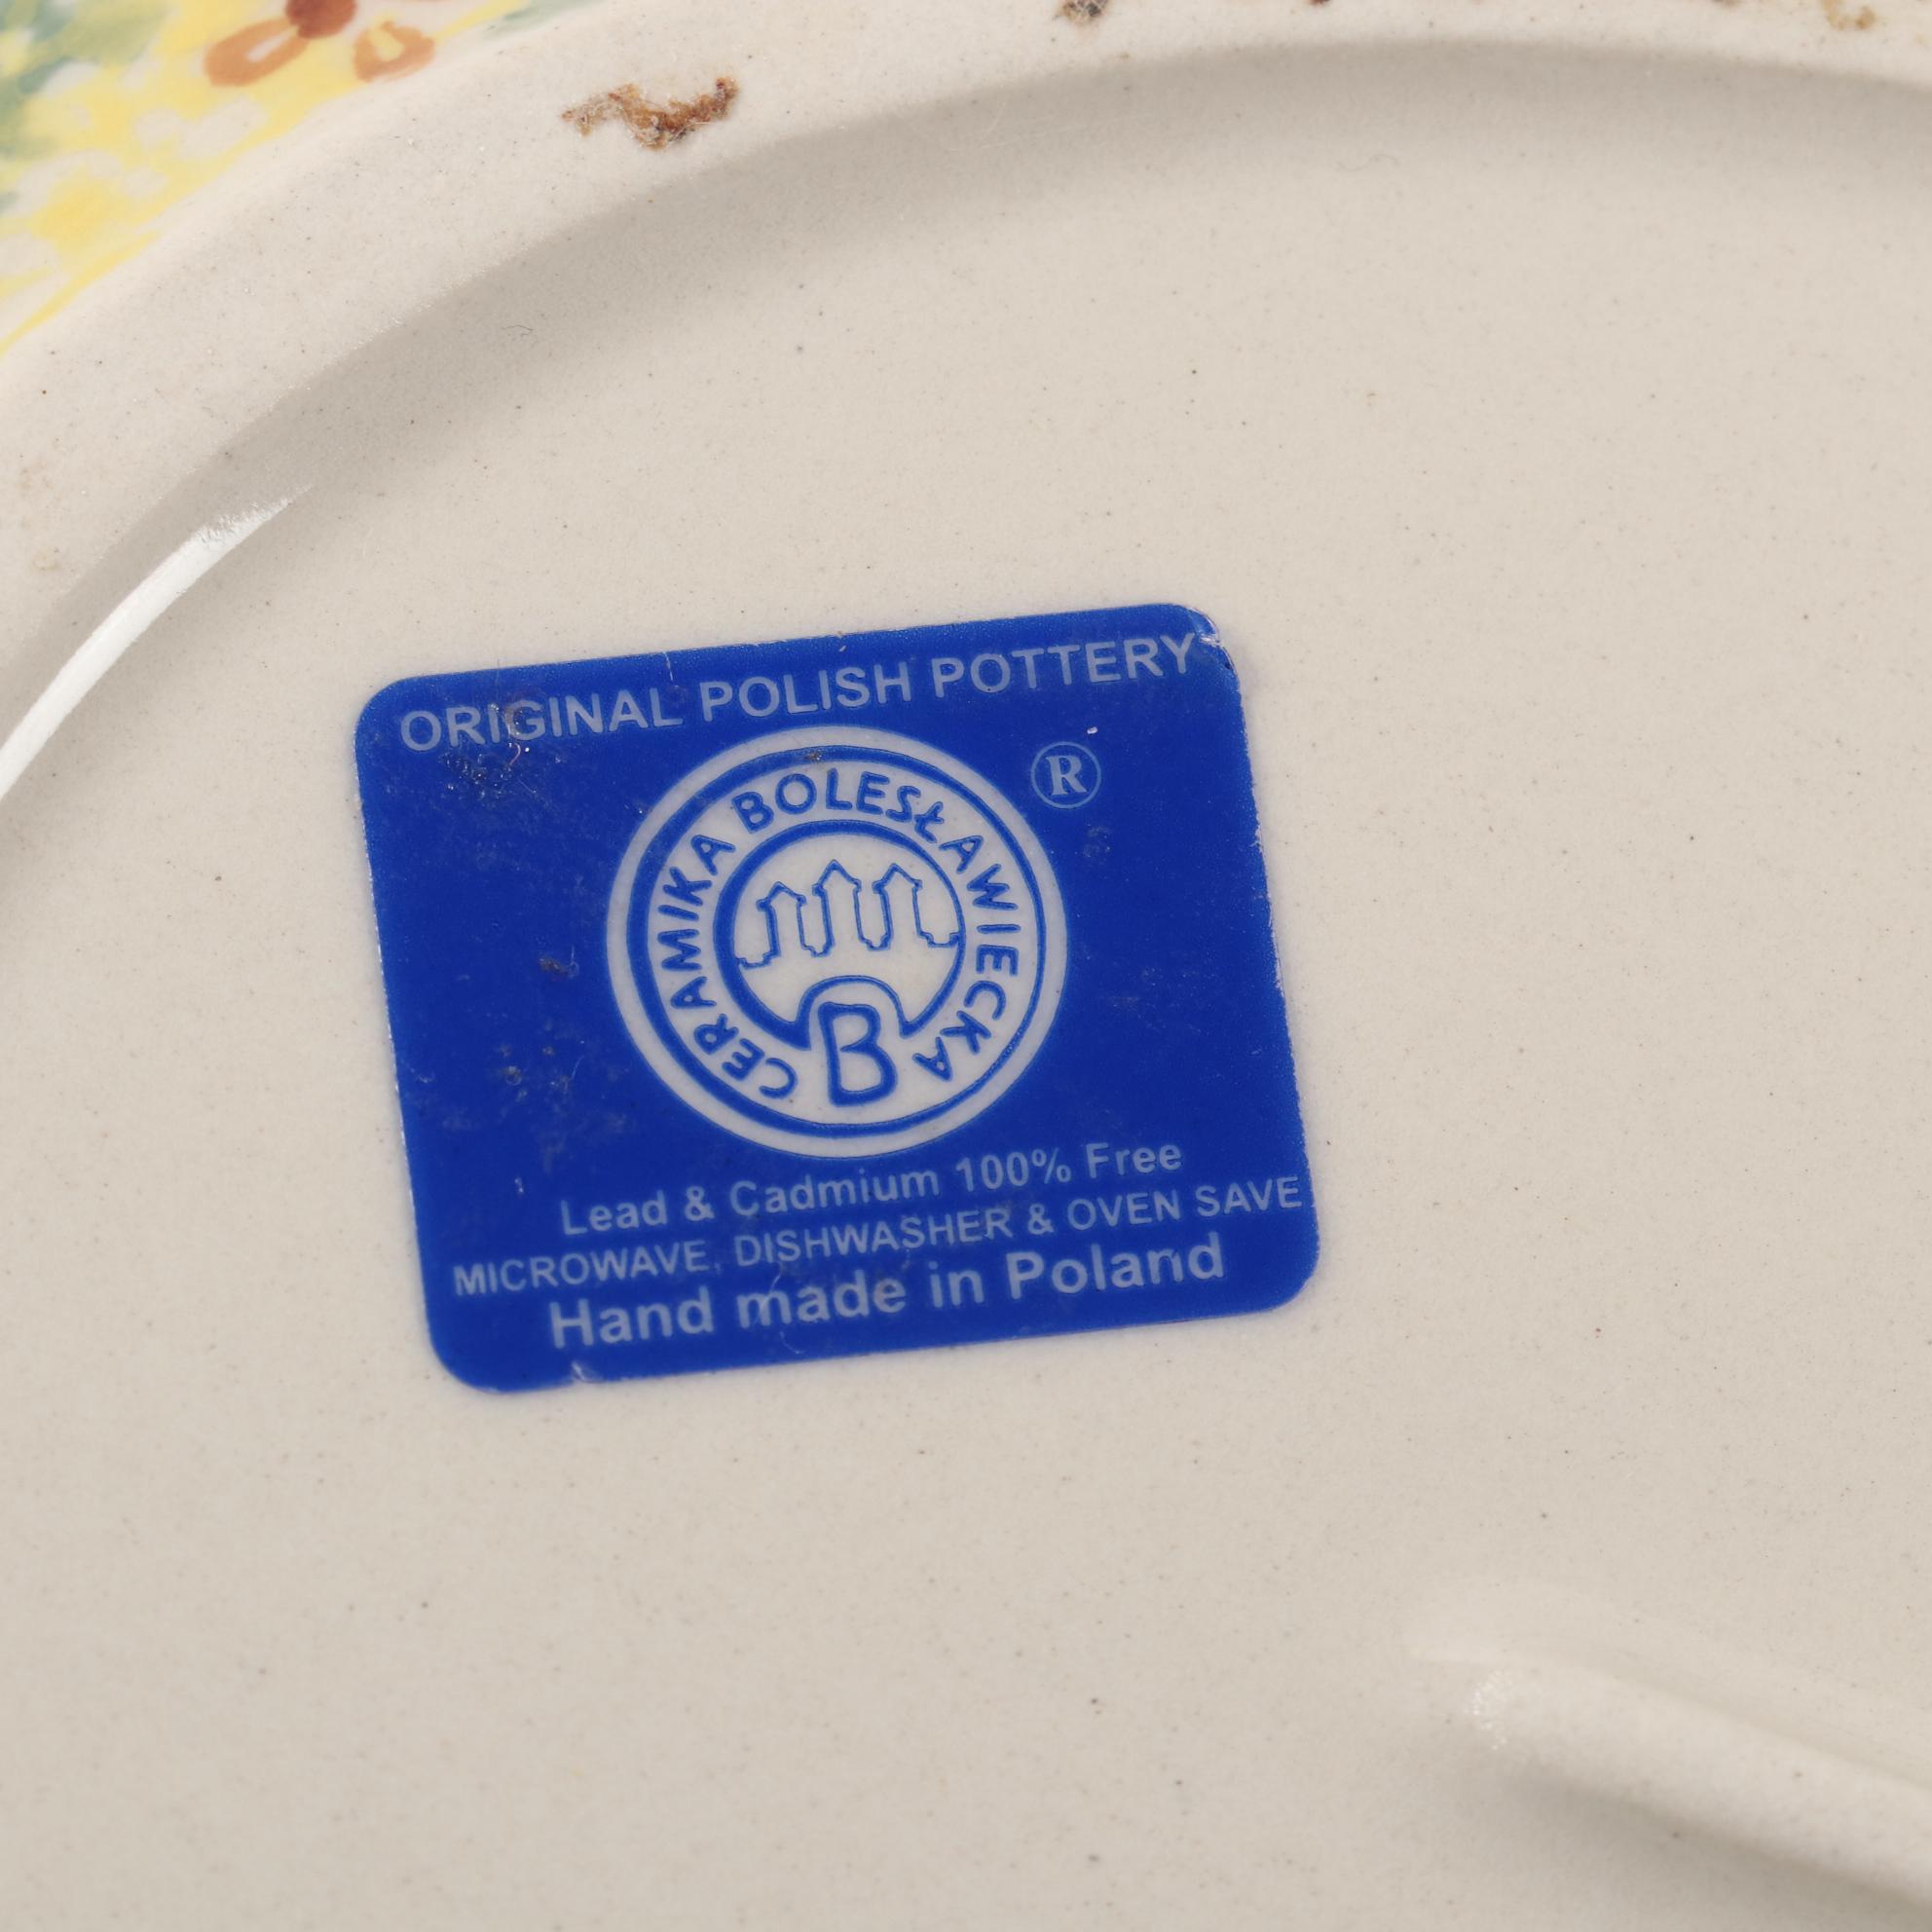 ORIGINAL POLISH POTTERY
®
CERAMIKA BOLESŁAWIECKA
B
Lead & Cadmium 100% Free
MICROWAVE, DISHWASHER & OVEN SAVE
Hand made in Poland